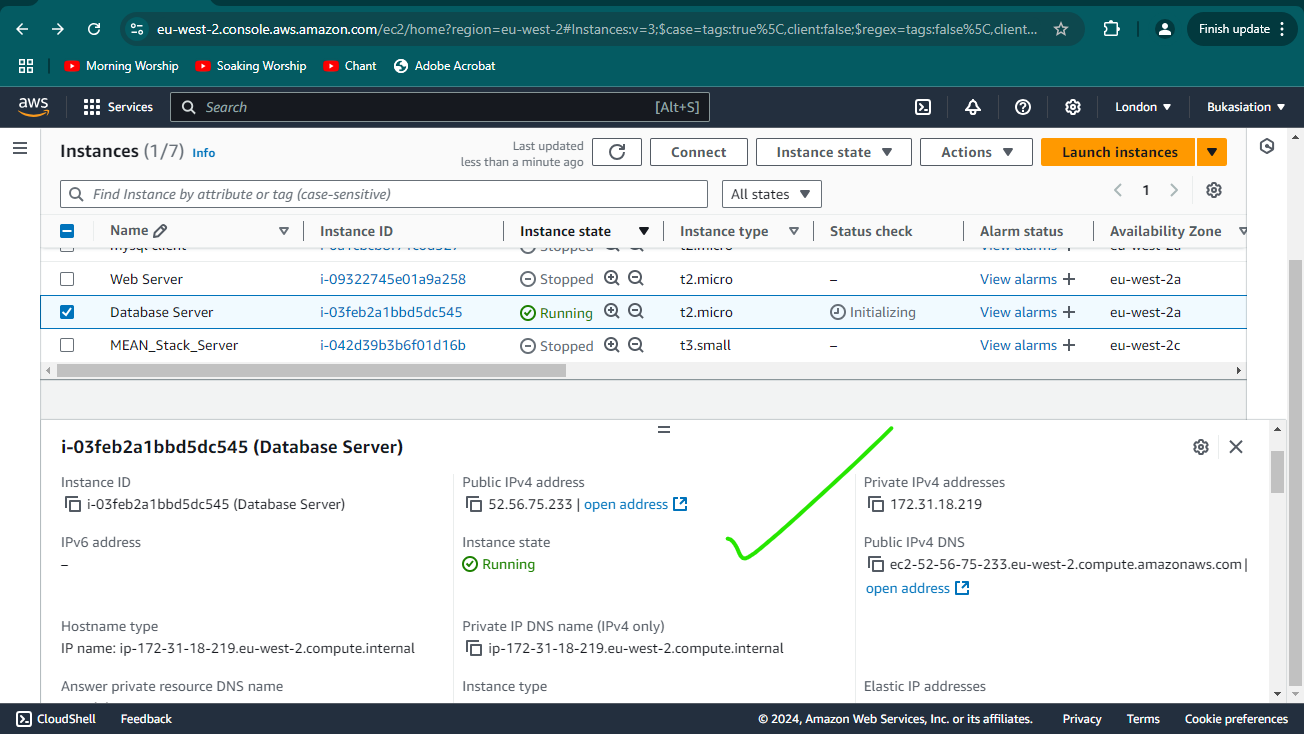 eu-west-2.console.aws.amazon.com/ec2/home?region=eu-west-2#Instances:v=3;$case=tags:true%5C,client:false;$regex=tags:false%5C,client...
Finish update
Morning Worship
Soaking Worship
Chant
Adobe Acrobat
aws
Services
Search
[Alt+S]
London
Bukasiation
Instances (1/7) Info
Last updated
less than a minute ago
Connect
Instance state
Actions
Launch instances
Find Instance by attribute or tag (case-sensitive)
All states
1
Name Instance ID Instance state Instance type Status check Alarm status Availability Zone
mysql client Stopped t2.micro View alarms + eu-west-2a
Web Server i-09322745e01a9a258 Stopped t2.micro – View alarms + eu-west-2a
Database Server i-03feb2a1bbd5dc545 Running t2.micro Initializing View alarms + eu-west-2a
MEAN_Stack_Server i-042d39b3b6f01d16b Stopped t3.small – View alarms + eu-west-2c
i-03feb2a1bbd5dc545 (Database Server)
Instance ID
i-03feb2a1bbd5dc545 (Database Server)
Public IPv4 address
52.56.75.233 | open address
Private IPv4 addresses
172.31.18.219
IPv6 address
–
Instance state
Running
Public IPv4 DNS
ec2-52-56-75-233.eu-west-2.compute.amazonaws.com |
open address
Hostname type
IP name: ip-172-31-18-219.eu-west-2.compute.internal
Private IP DNS name (IPv4 only)
ip-172-31-18-219.eu-west-2.compute.internal
Answer private resource DNS name
Instance type
Elastic IP addresses
CloudShell
Feedback
© 2024, Amazon Web Services, Inc. or its affiliates.
Privacy
Terms
Cookie preferences